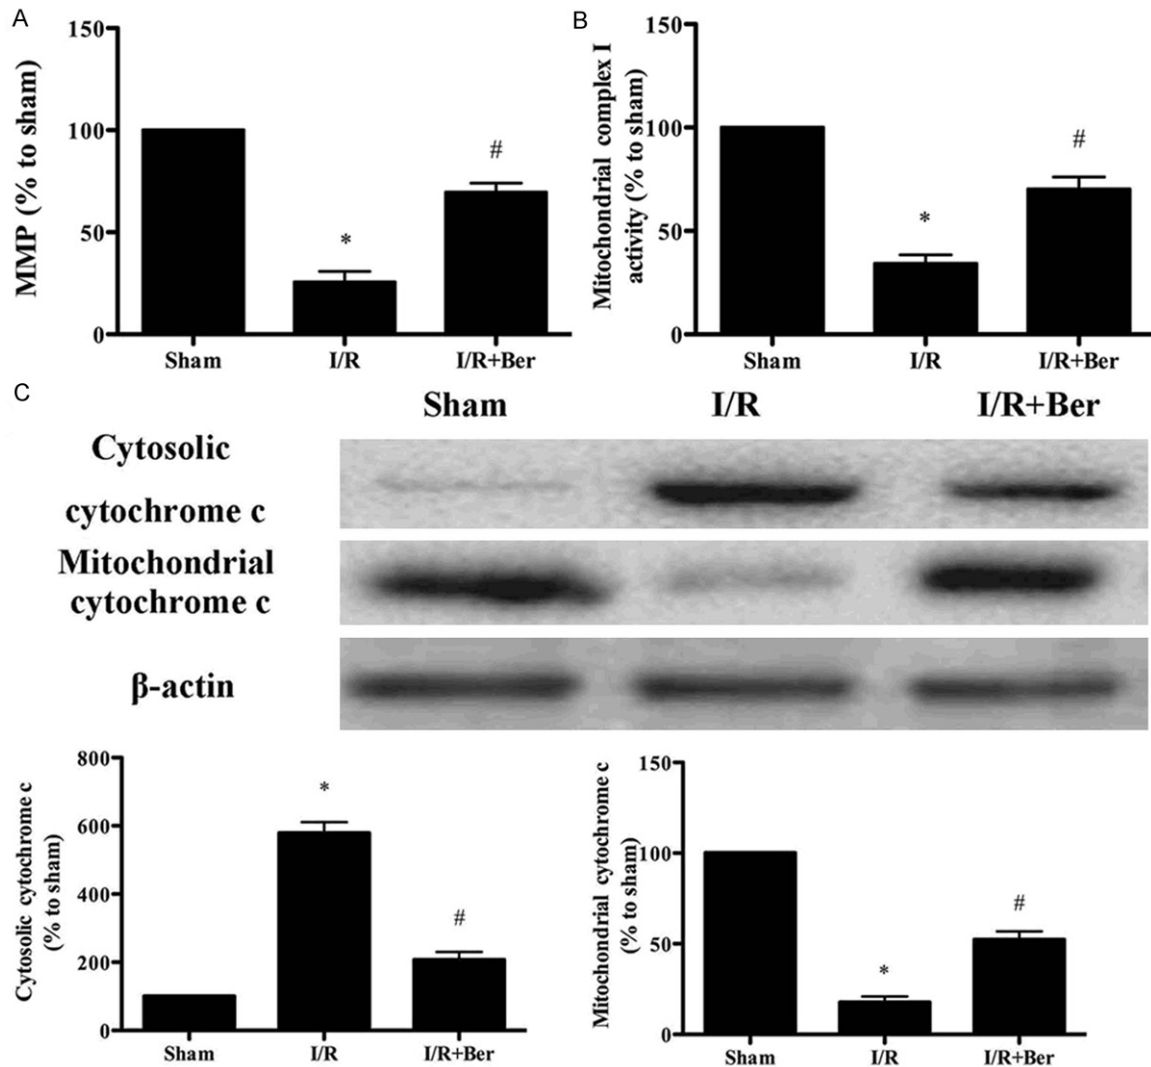 A
MMP (% to sham)
150
100
50
0
*
#
Sham
I/R
I/R+Ber
B
Mitochondrial complex I
activity (% to sham)
150
100
50
0
*
#
Sham
I/R
I/R+Ber
C
Sham
I/R
I/R+Ber
Cytosolic
cytochrome c
Mitochondrial
cytochrome c
β-actin
Cytosolic cytochrome c
(% to sham)
800
600
400
200
0
*
#
Sham
I/R
I/R+Ber
Mitochondrial cytochrome c
(% to sham)
150
100
50
0
*
#
Sham
I/R
I/R+Ber